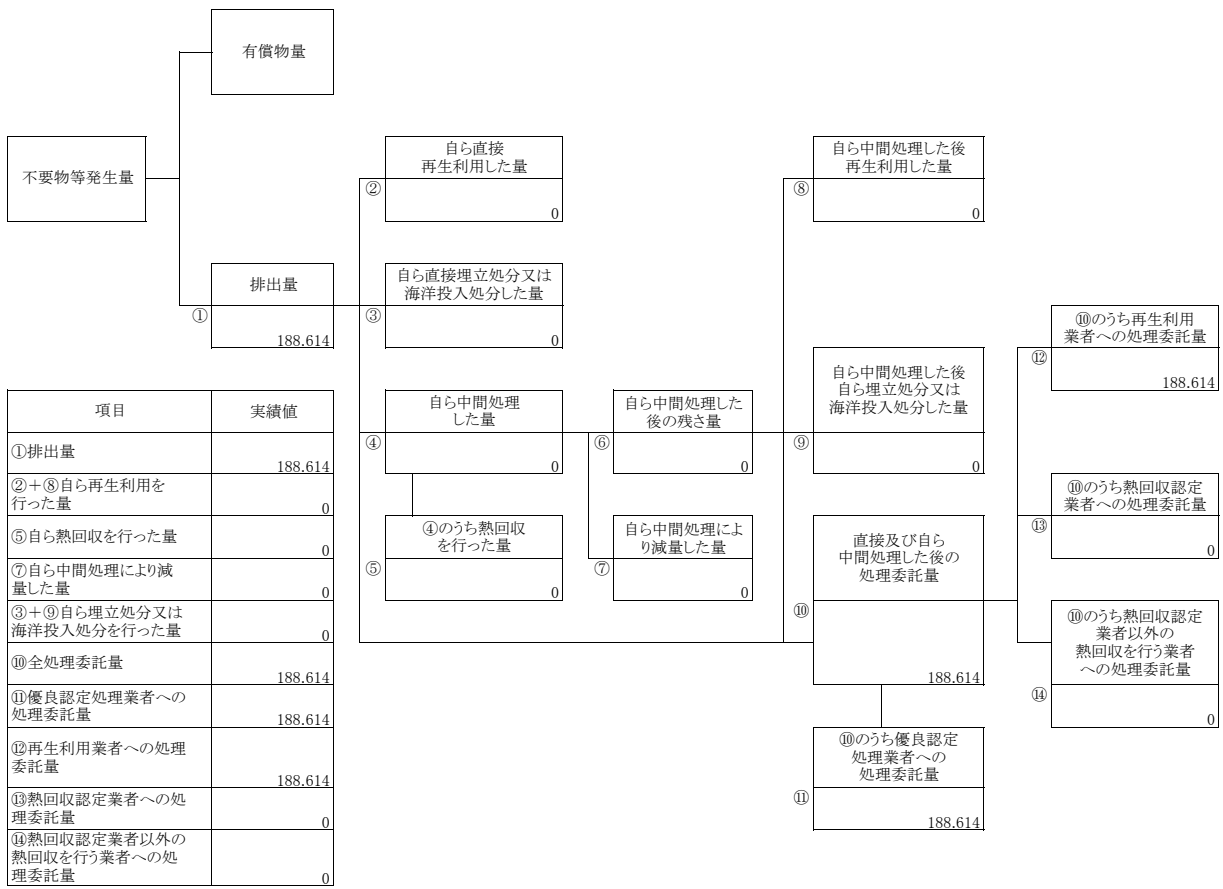 有償物量
不要物等発生量
自ら直接
再生利用した量
②
0
自ら中間処理した後
再生利用した量
⑧
0
排出量
①
188.614
自ら直接埋立処分又は
海洋投入処分した量
③
0
⑩のうち再生利用
業者への処理委託量
⑫
188.614
自ら中間処理
した量
④
0
自ら中間処理した
後の残さ量
⑥
0
自ら中間処理した後
自ら埋立処分又は
海洋投入処分した量
⑨
0
⑩のうち熱回収認定
業者への処理委託量
⑬
0
④のうち熱回収
を行った量
⑤
0
自ら中間処理によ
り減量した量
⑦
0
直接及び自ら
中間処理した後の
処理委託量
⑩
188.614
⑩のうち熱回収認定
業者以外の
熱回収を行う業者
への処理委託量
⑭
0
⑩のうち優良認定
処理業者への
処理委託量
⑪
188.614
項目 実績値
①排出量
188.614
②+⑧自ら再生利用を
行った量
0
⑤自ら熱回収を行った量
0
⑦自ら中間処理により減
量した量
0
③+⑨自ら埋立処分又は
海洋投入処分を行った量
0
⑩全処理委託量
188.614
⑪優良認定処理業者への
処理委託量
188.614
⑫再生利用業者への処理
委託量
188.614
⑬熱回収認定業者への処
理委託量
0
⑭熱回収認定業者以外の
熱回収を行う業者への処
理委託量
0